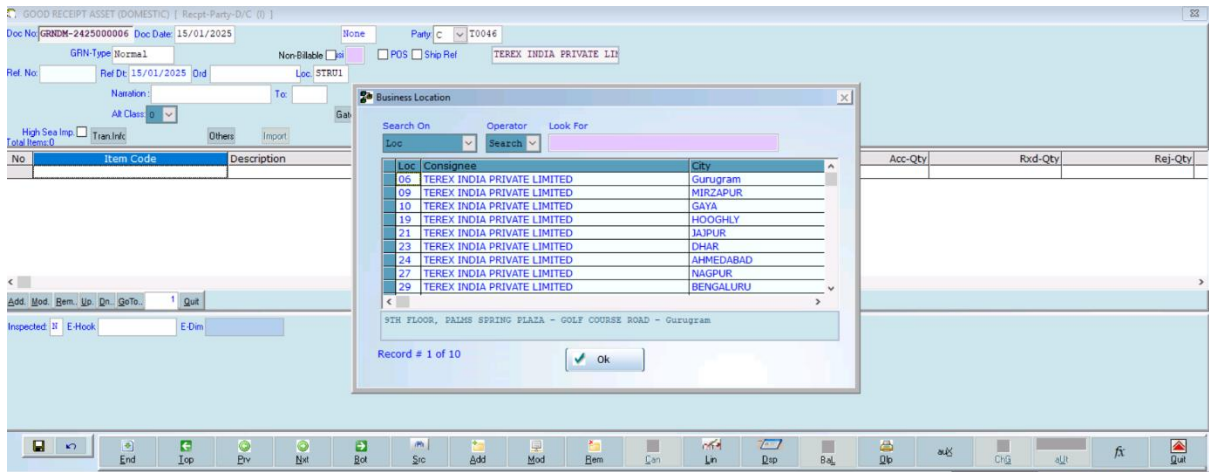 GOOD RECEIPT ASSET (DOMESTIC) [ Recpt-Party-D/C (I) ]
Doc No: GRNDM-2425000006 Doc Date: 15/01/2025 None Party: C T0046
GRN-Type Normal Non-Billable POS Ship Ref TEREX INDIA PRIVATE
Ref. No: Ref Dt: 15/01/2025 Ord Loc. STRU1
Narration : To:
Alt Class: 0
High Sea Imp. Tran.Info Others Import
Total Items:0
No Item Code Description Acc-Qty Rxd-Qty Rej-Qty
Business Location
Search On Operator Look For
Loc Search
Loc Consignee City
06 TEREX INDIA PRIVATE LIMITED Gurugram
09 TEREX INDIA PRIVATE LIMITED MIRZAPUR
10 TEREX INDIA PRIVATE LIMITED GAYA
19 TEREX INDIA PRIVATE LIMITED HOOGHLY
21 TEREX INDIA PRIVATE LIMITED JAJPUR
23 TEREX INDIA PRIVATE LIMITED DHAR
24 TEREX INDIA PRIVATE LIMITED AHMEDABAD
27 TEREX INDIA PRIVATE LIMITED NAGPUR
29 TEREX INDIA PRIVATE LIMITED BENGALURU
9TH FLOOR, PALMS SPRING PLAZA - GOLF COURSE ROAD - Gurugram
Record # 1 of 10 Ok
Add. Mod. Rem.. Up. Dn.. GoTo.. 1 Quit
Inspected: N E-Hook E-Dim
End Top Prv Nxt Bot Src Add Mod Rem Can Lin Dsp Bal. Olp auX ChG aUt fx Quit